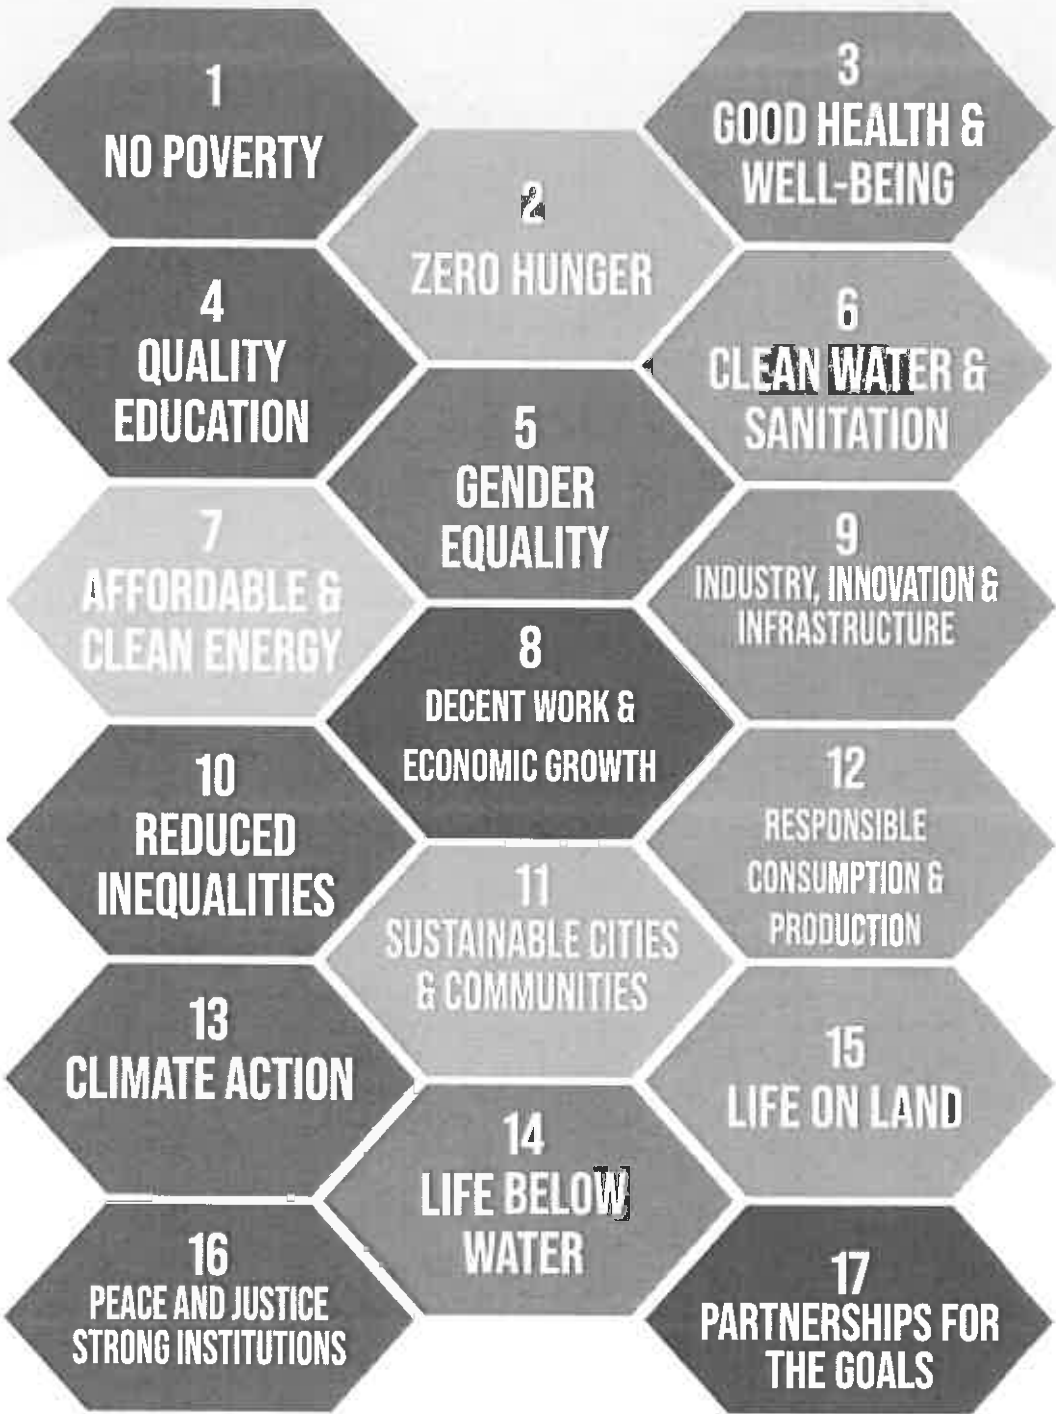 1
NO POVERTY
2
ZERO HUNGER
3
GOOD HEALTH &
WELL-BEING
4
QUALITY
EDUCATION
5
GENDER
EQUALITY
6
CLEAN WATER &
SANITATION
7
AFFORDABLE &
CLEAN ENERGY
8
DECENT WORK &
ECONOMIC GROWTH
9
INDUSTRY, INNOVATION &
INFRASTRUCTURE
10
REDUCED
INEQUALITIES
11
SUSTAINABLE CITIES
& COMMUNITIES
12
RESPONSIBLE
CONSUMPTION &
PRODUCTION
13
CLIMATE ACTION
14
LIFE BELOW
WATER
15
LIFE ON LAND
16
PEACE AND JUSTICE
STRONG INSTITUTIONS
17
PARTNERSHIPS FOR
THE GOALS